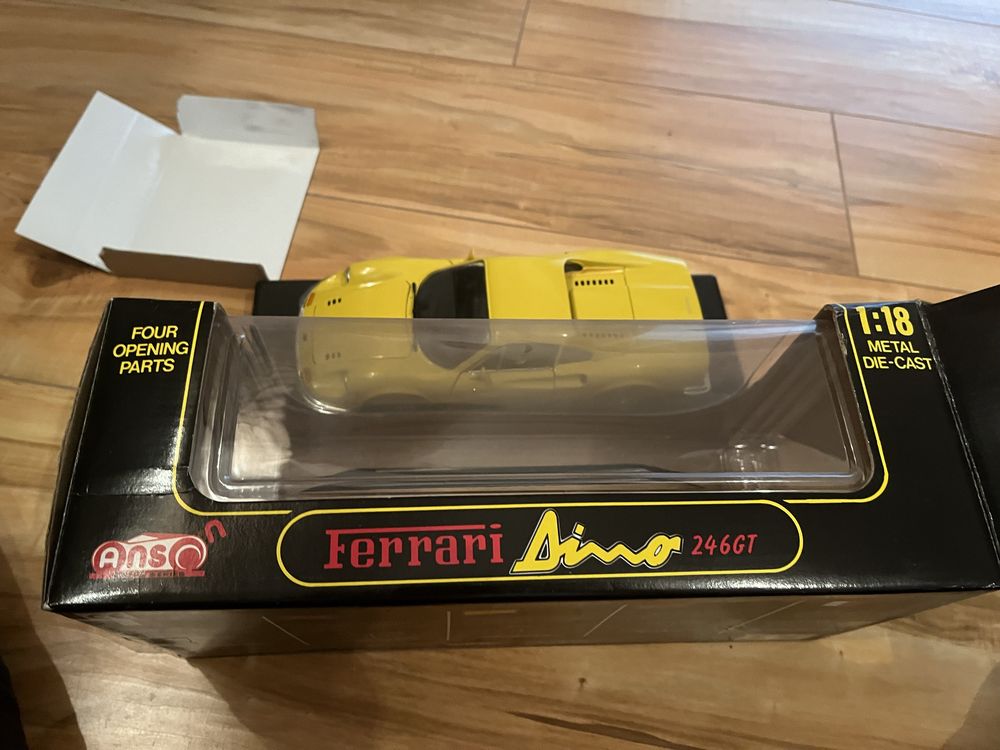 FOUR
OPENING
PARTS
1:18
METAL
DIE-CAST
ANSOn
Ferrari Dino 246GT